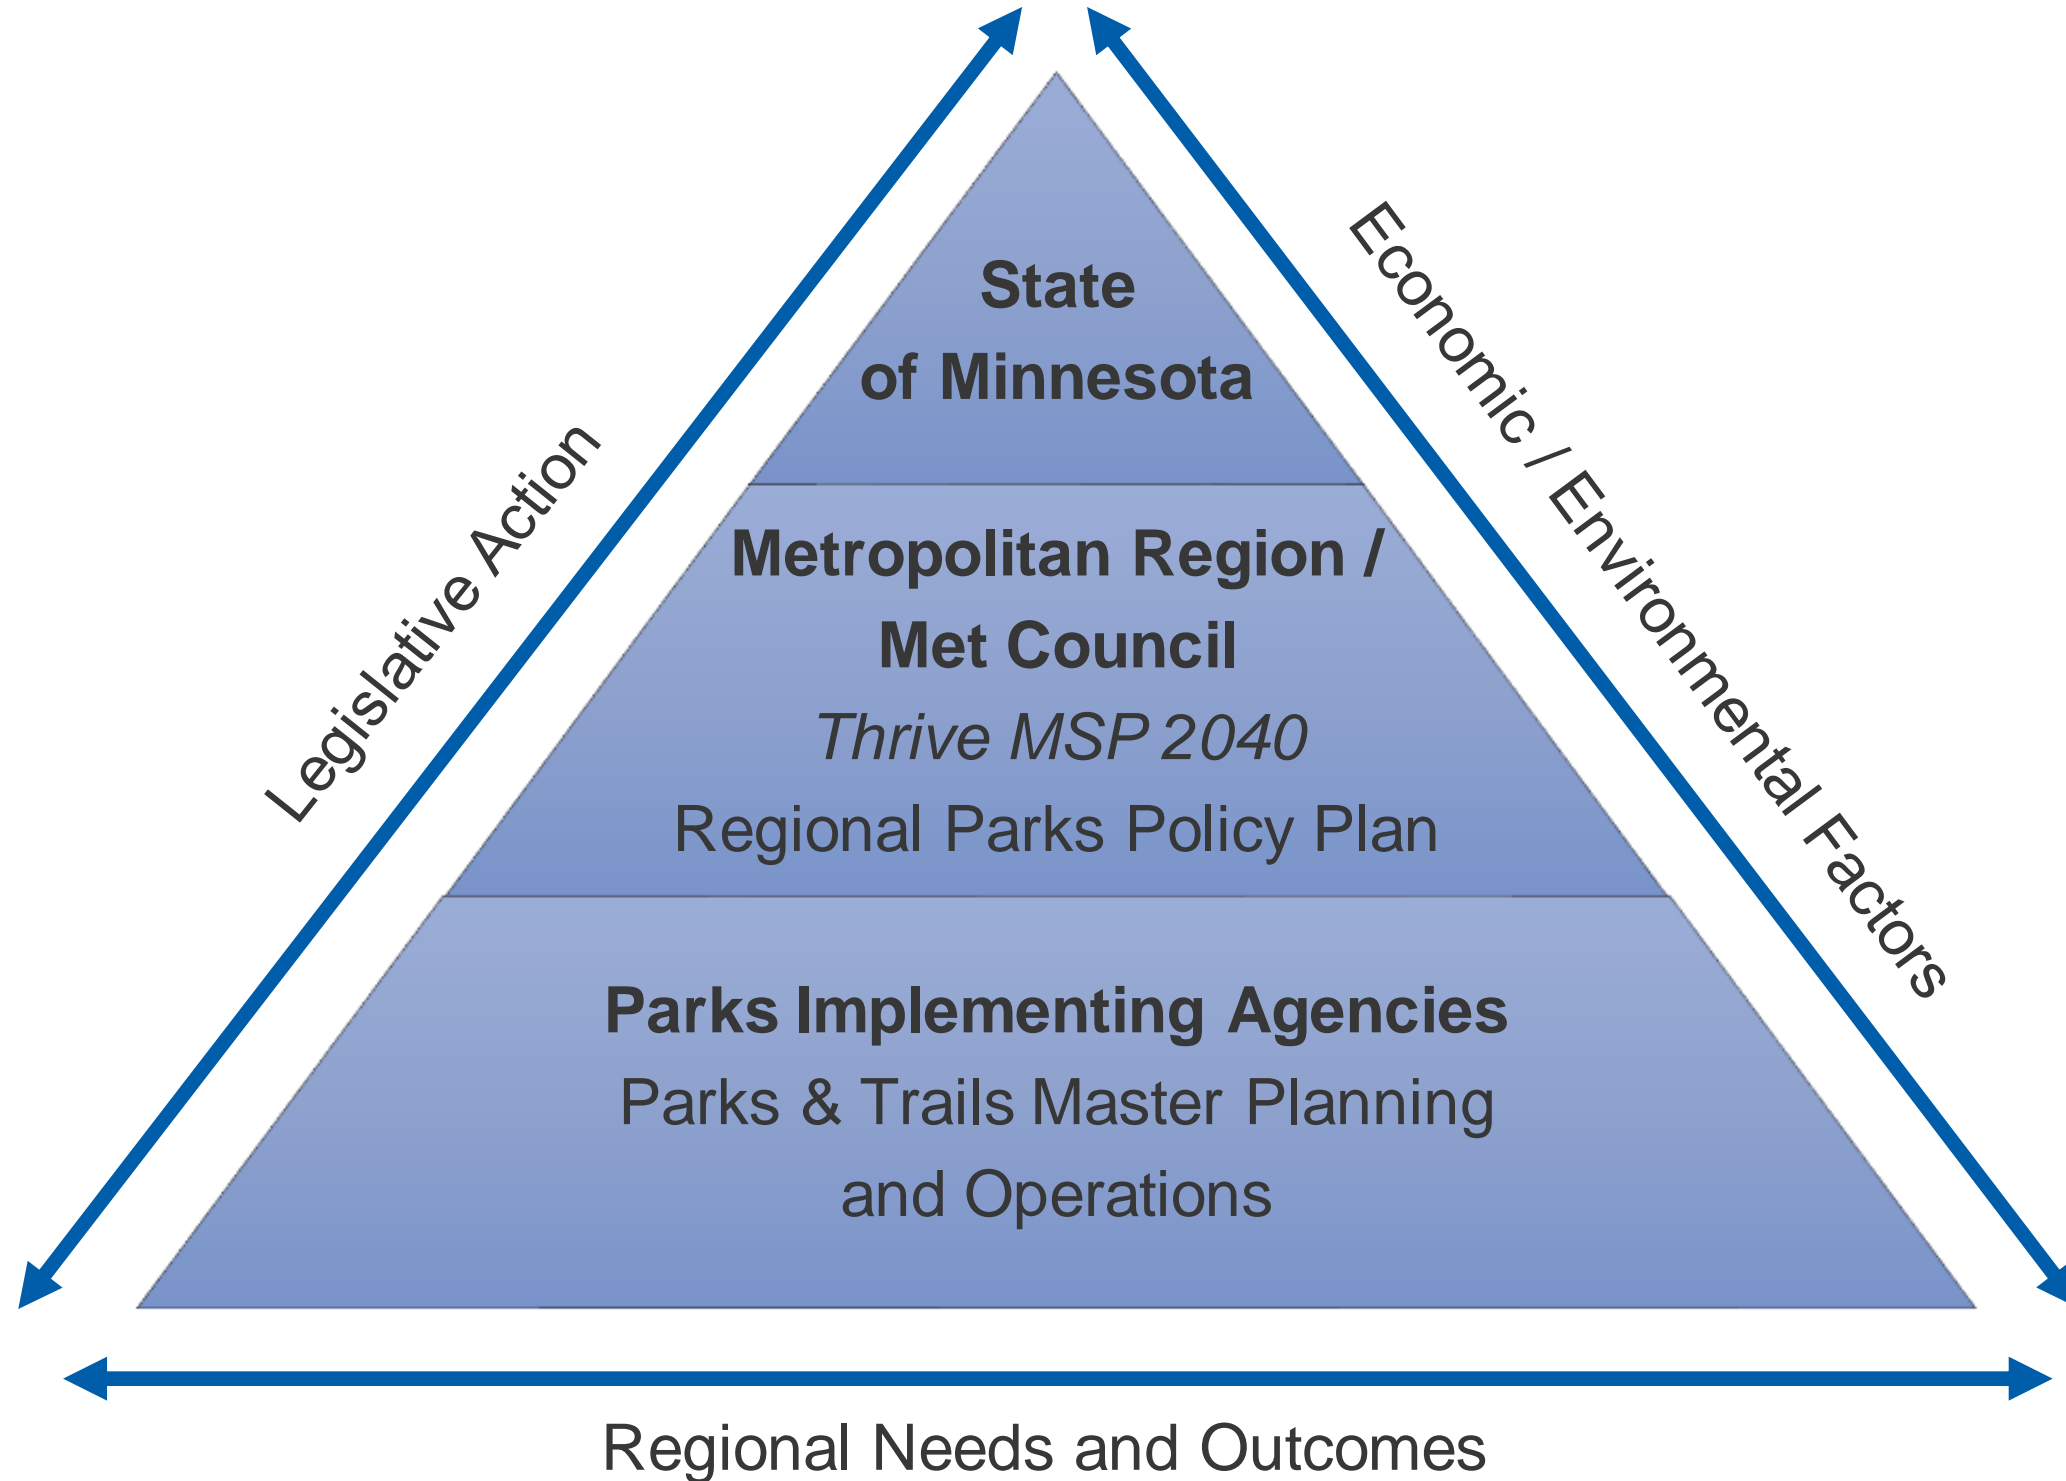 State
of Minnesota
Metropolitan Region /
Met Council
Thrive MSP 2040
Regional Parks Policy Plan
Parks Implementing Agencies
Parks & Trails Master Planning
and Operations
Legislative Action
Economic / Environmental Factors
Regional Needs and Outcomes